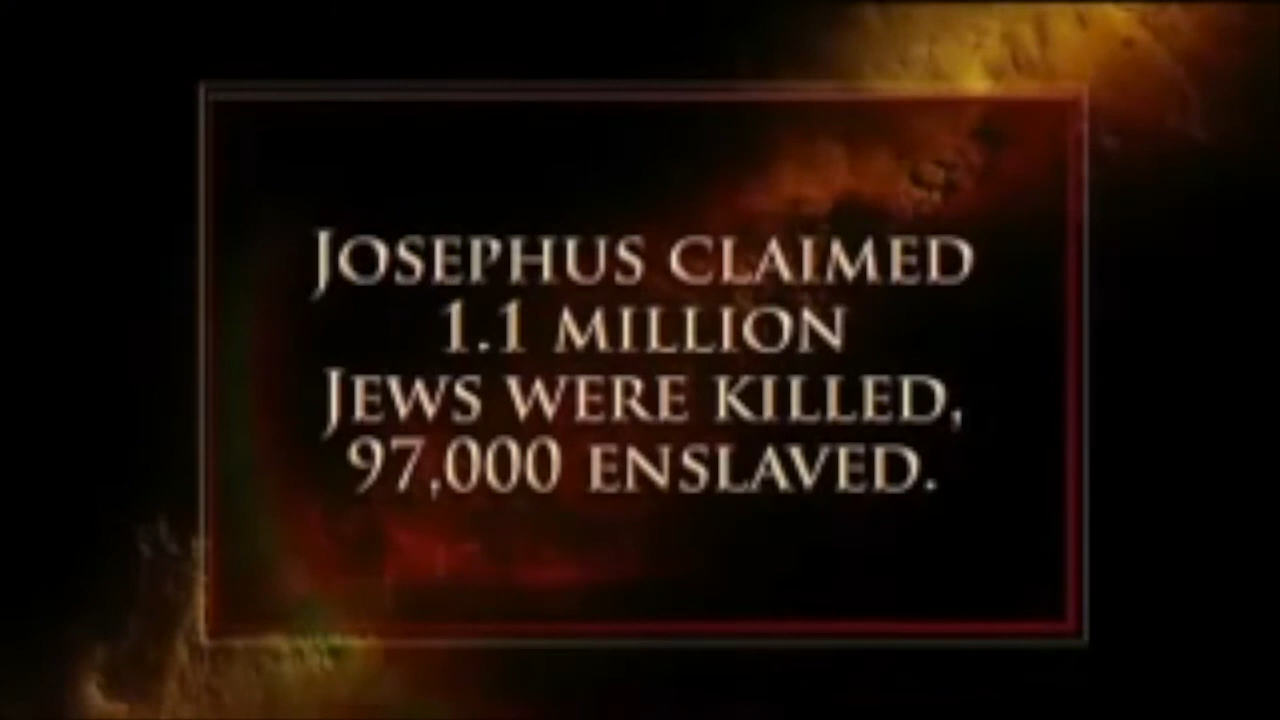 Josephus claimed
1.1 million
Jews were killed,
97,000 enslaved.